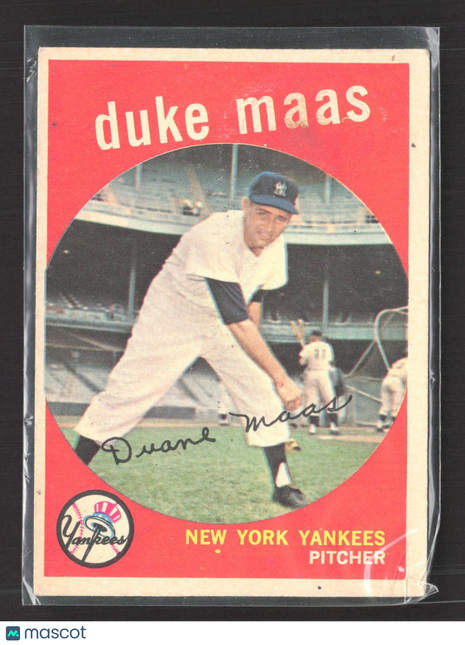 duke maas
Duane Maas
Yankees
NEW YORK YANKEES
PITCHER
mascot